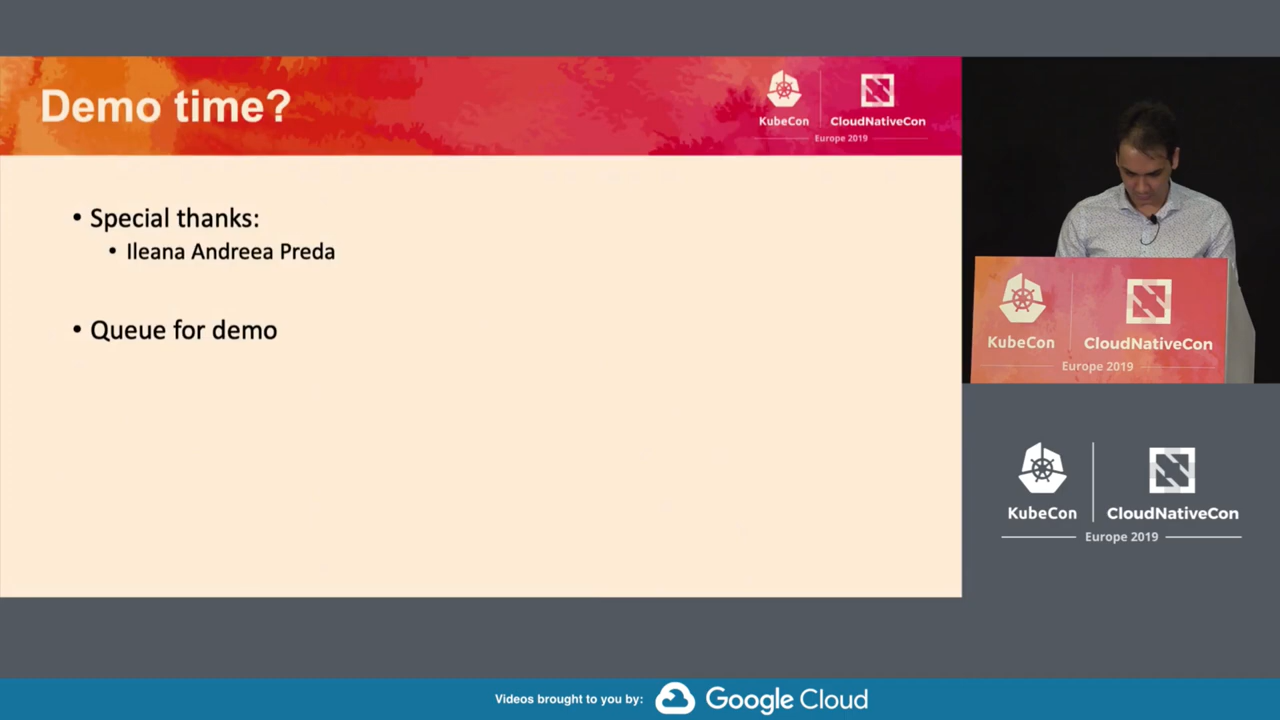 Demo time?
KubeCon
CloudNativeCon
Europe 2019
• Special thanks:
• Ileana Andreea Preda
• Queue for demo
KubeCon
CloudNativeCon
Europe 2019
KubeCon
CloudNativeCon
Europe 2019
Videos brought to you by:
Google Cloud